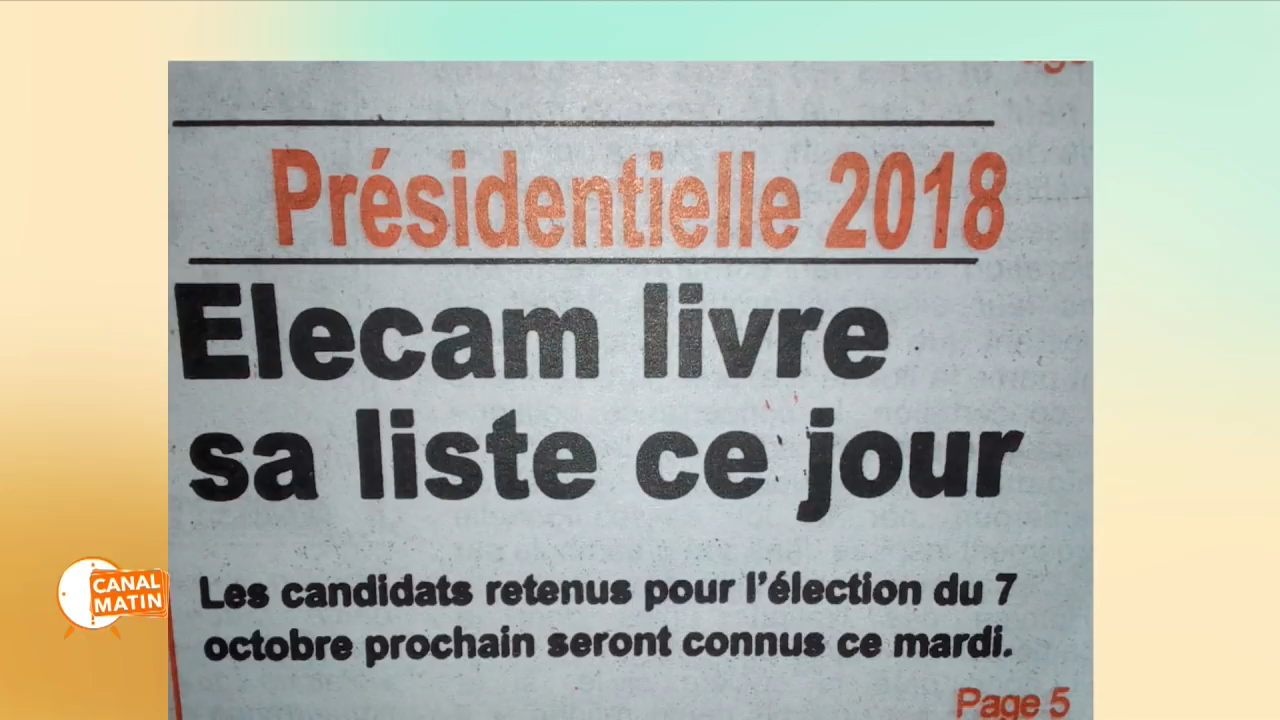 Présidentielle 2018
Elecam livre
sa liste ce jour
Les candidats retenus pour l'élection du 7
octobre prochain seront connus ce mardi.
Page 5
CANAL
MATIN